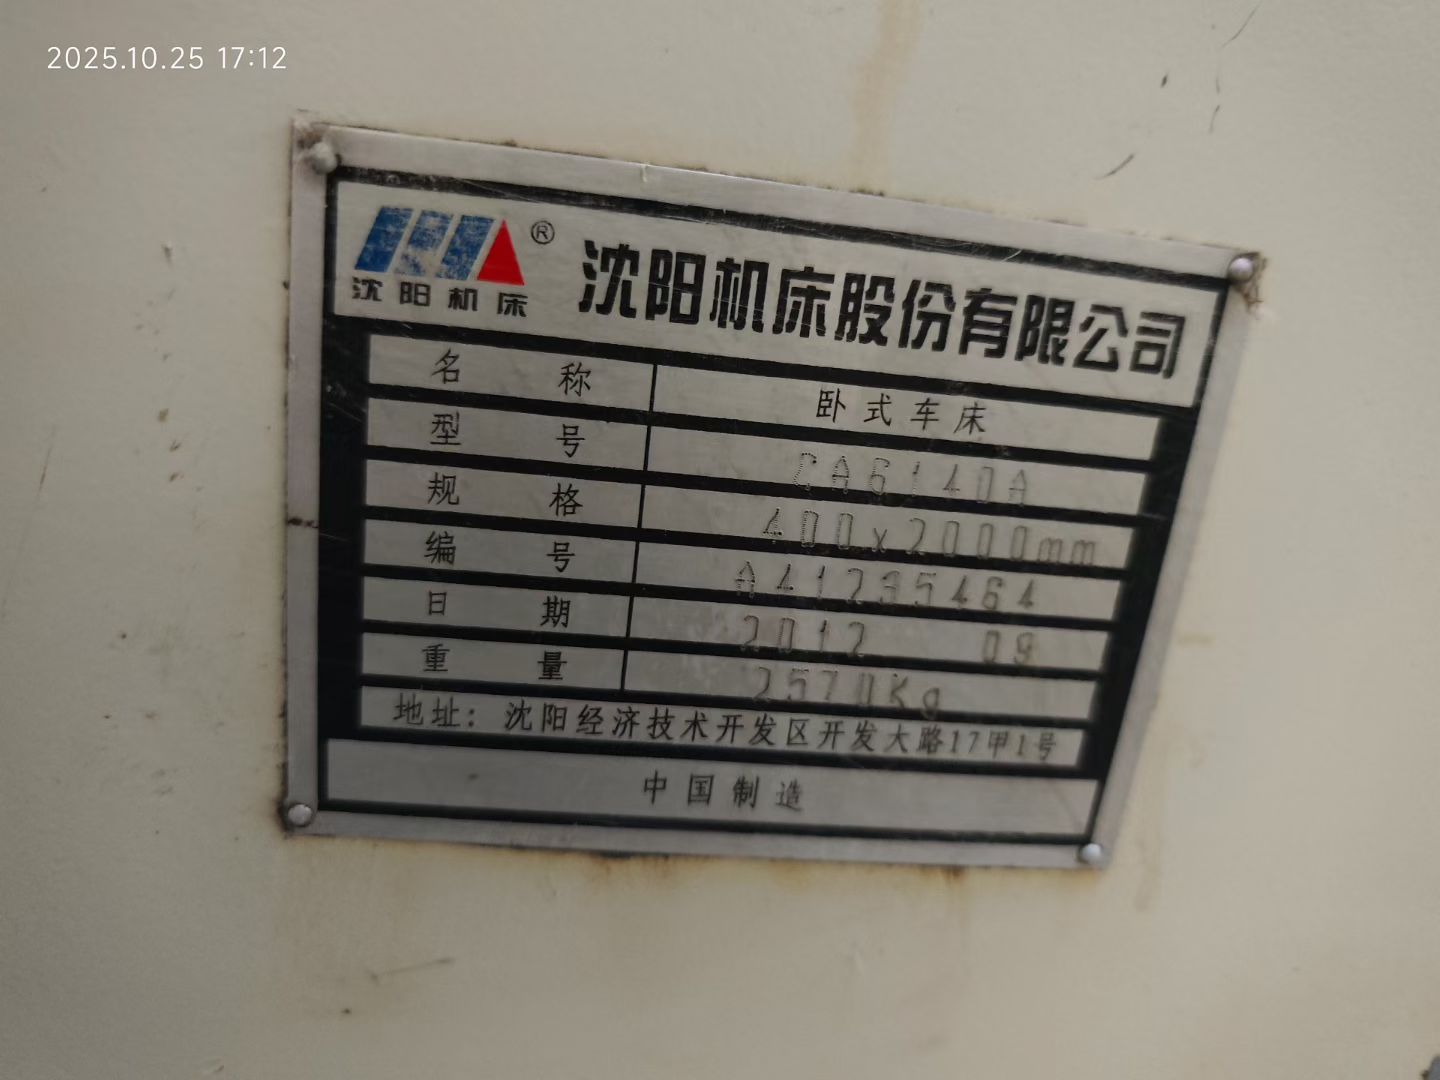 2025.10.25 17:12
® 沈阳机床股份有限公司
沈阳机床
名称 卧式车床
型号 CA6140A
规格 400x2000mm
编号 A41235464
日期 2012 09
重量 2570Kg
地址：沈阳经济技术开发区开发大路17甲1号
中国制造